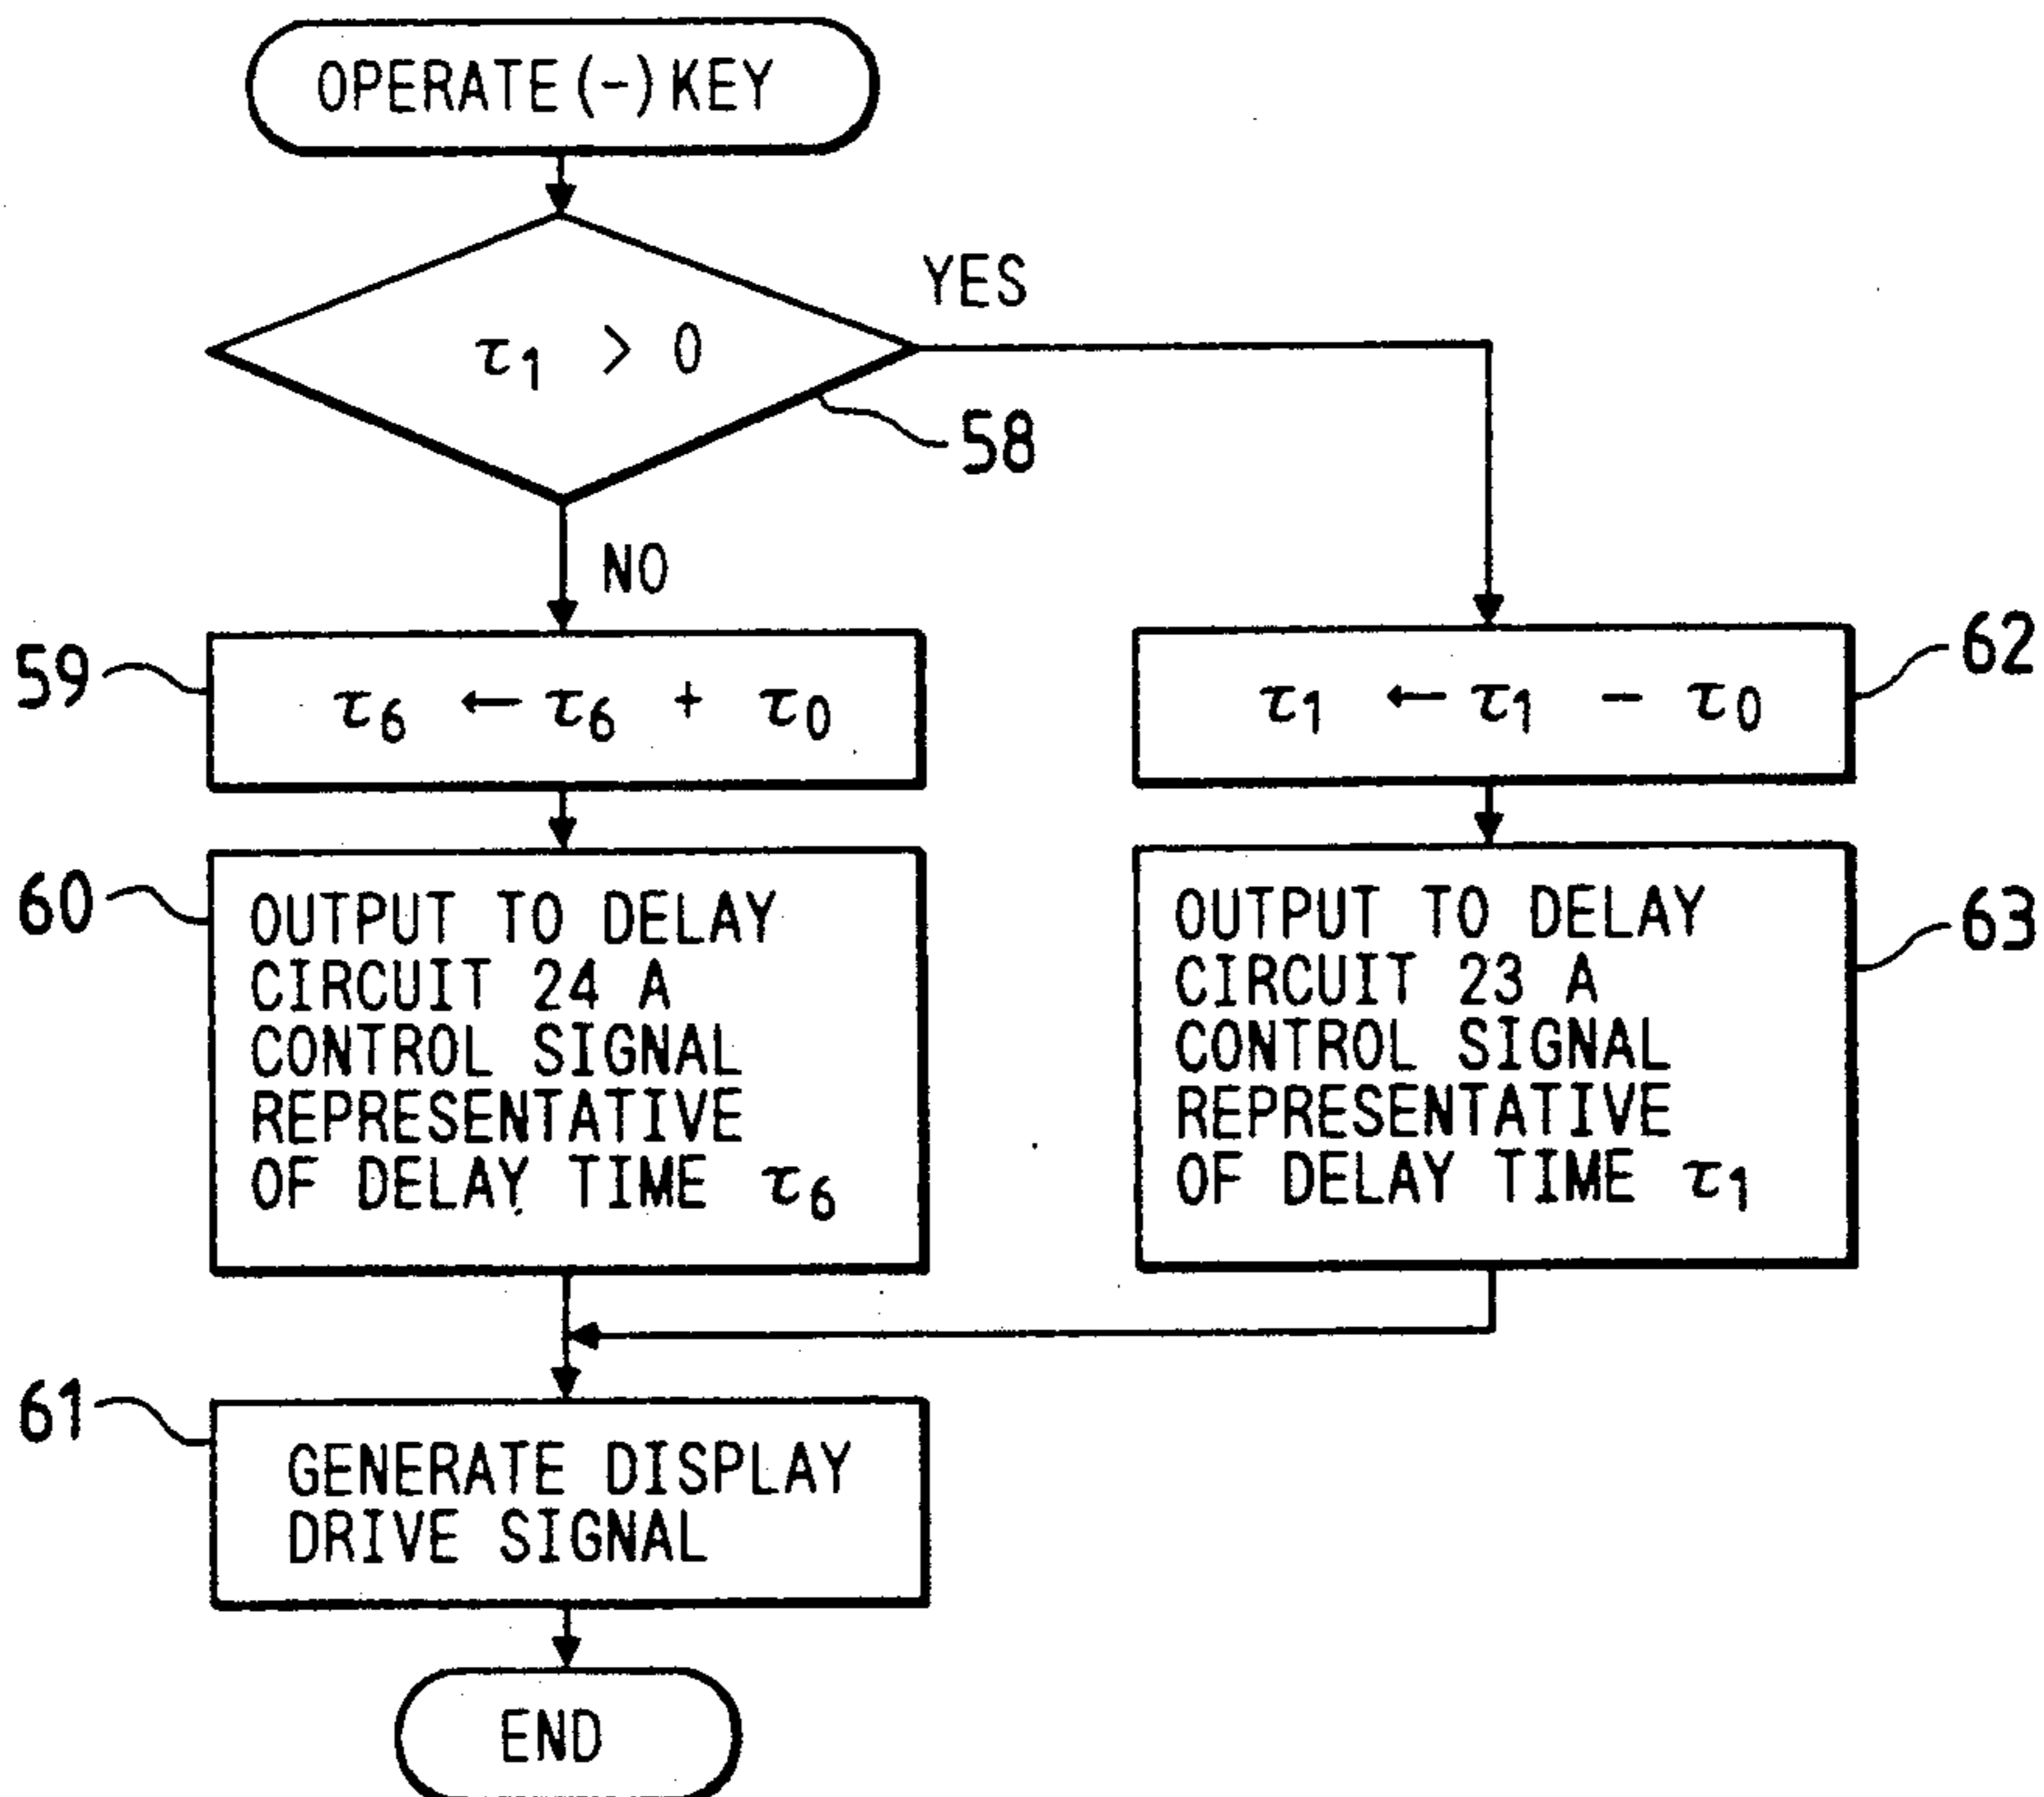 OPERATE (-) KEY
τ1 > 0
YES
58
NO
59
τ6 ← τ6 + τ0
62
τ1 ← τ1 - τ0
60
OUTPUT TO DELAY
CIRCUIT 24 A
CONTROL SIGNAL
REPRESENTATIVE
OF DELAY TIME τ6
63
OUTPUT TO DELAY
CIRCUIT 23 A
CONTROL SIGNAL
REPRESENTATIVE
OF DELAY TIME τ1
61
GENERATE DISPLAY
DRIVE SIGNAL
END